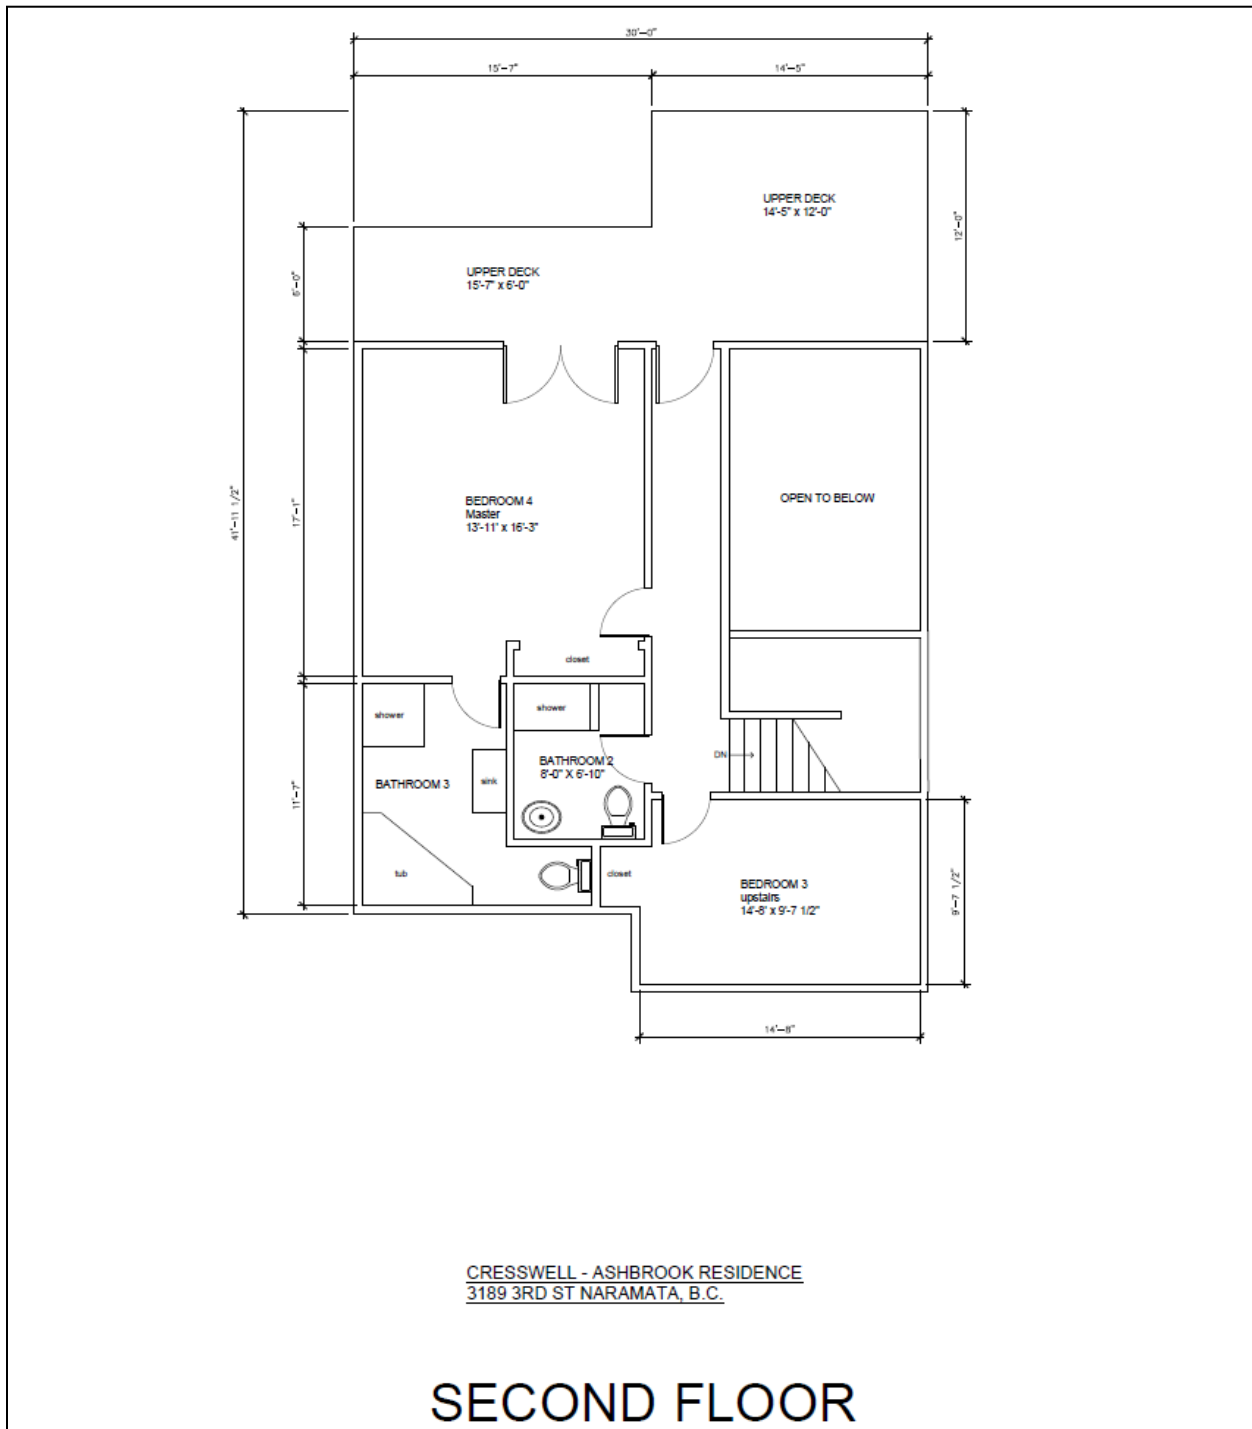 30'-0"
15'-7"
14'-5"
UPPER DECK
14'-5" x 12'-0"
12'-0"
UPPER DECK
15'-7" x 6'-0"
6'-0"
41'-11 1/2"
17'-1"
BEDROOM 4
Master
13'-11' x 16'-3"
OPEN TO BELOW
closet
shower
shower
DN
BATHROOM 2
8'-0" X 6'-10"
BATHROOM 3
sink
11'-7"
tub
closet
BEDROOM 3
upstairs
14'-8' x 9'-7 1/2"
9'-7 1/2"
14'-8"
CRESSWELL - ASHBROOK RESIDENCE
3189 3RD ST NARAMATA, B.C.
SECOND FLOOR